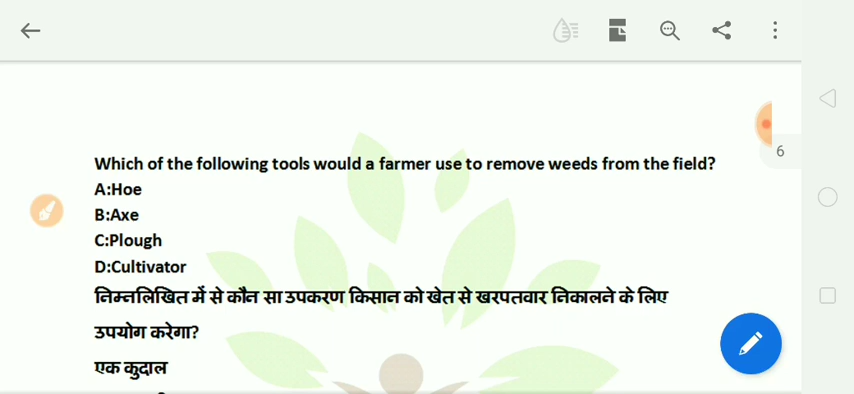 6
Which of the following tools would a farmer use to remove weeds from the field?
A:Hoe
B:Axe
C:Plough
D:Cultivator
निम्नलिखित में से कौन सा उपकरण किसान को खेत से खरपतवार निकालने के लिए
उपयोग करेगा?
एक कुदाल